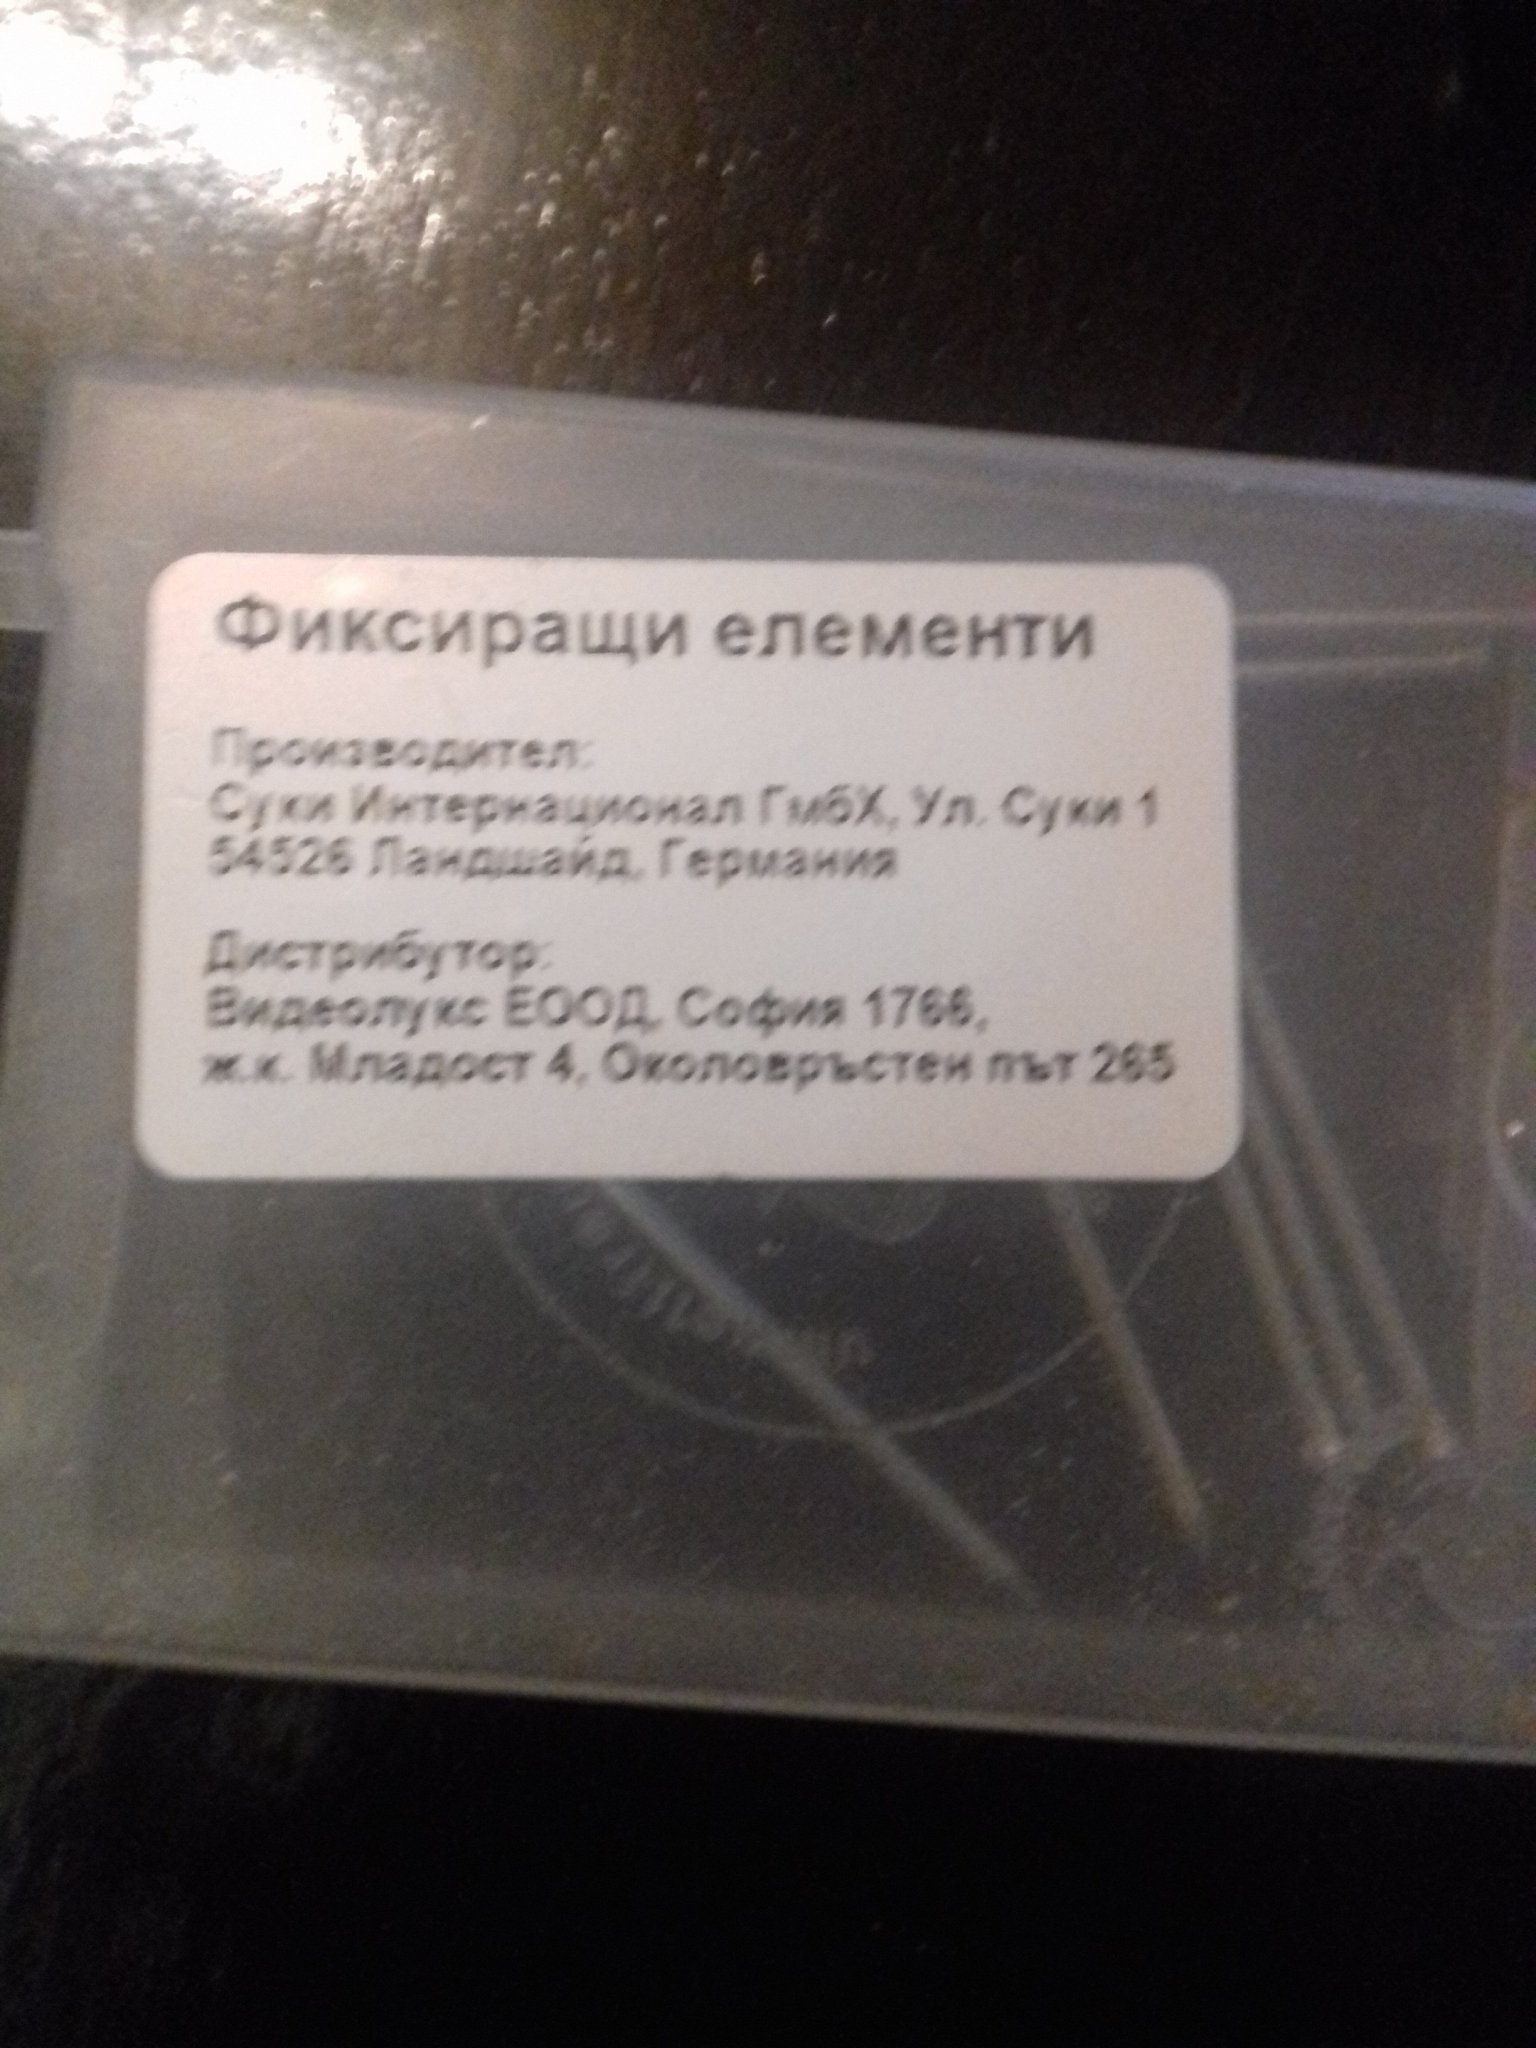 Фиксиращи елементи
Производител:
Суки Интернационал ГмбХ, Ул. Суки 1
54526 Ландшайд, Германия
Дистрибутор:
Видеолукс ЕООД, София 1766,
ж.к. Младост 4, Околовръстен път 265